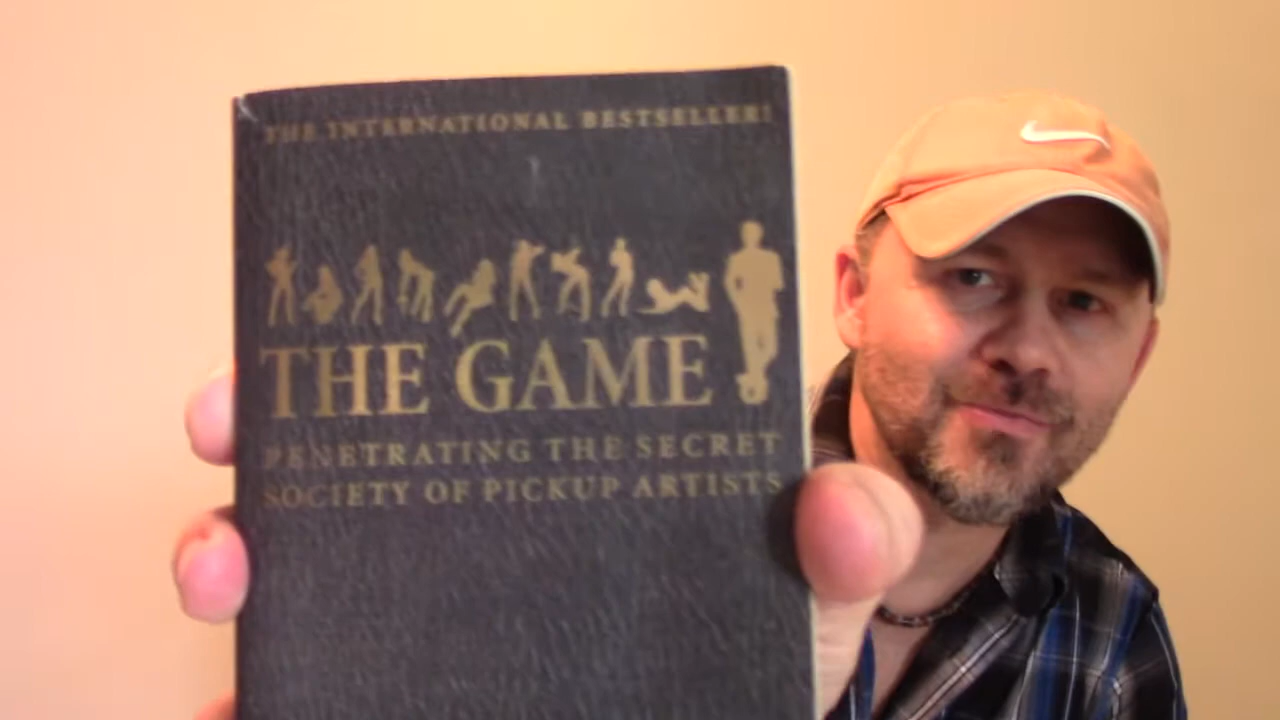 THE INTERNATIONAL BESTSELLER!
THE GAME
PENETRATING THE SECRET
SOCIETY OF PICKUP ARTISTS